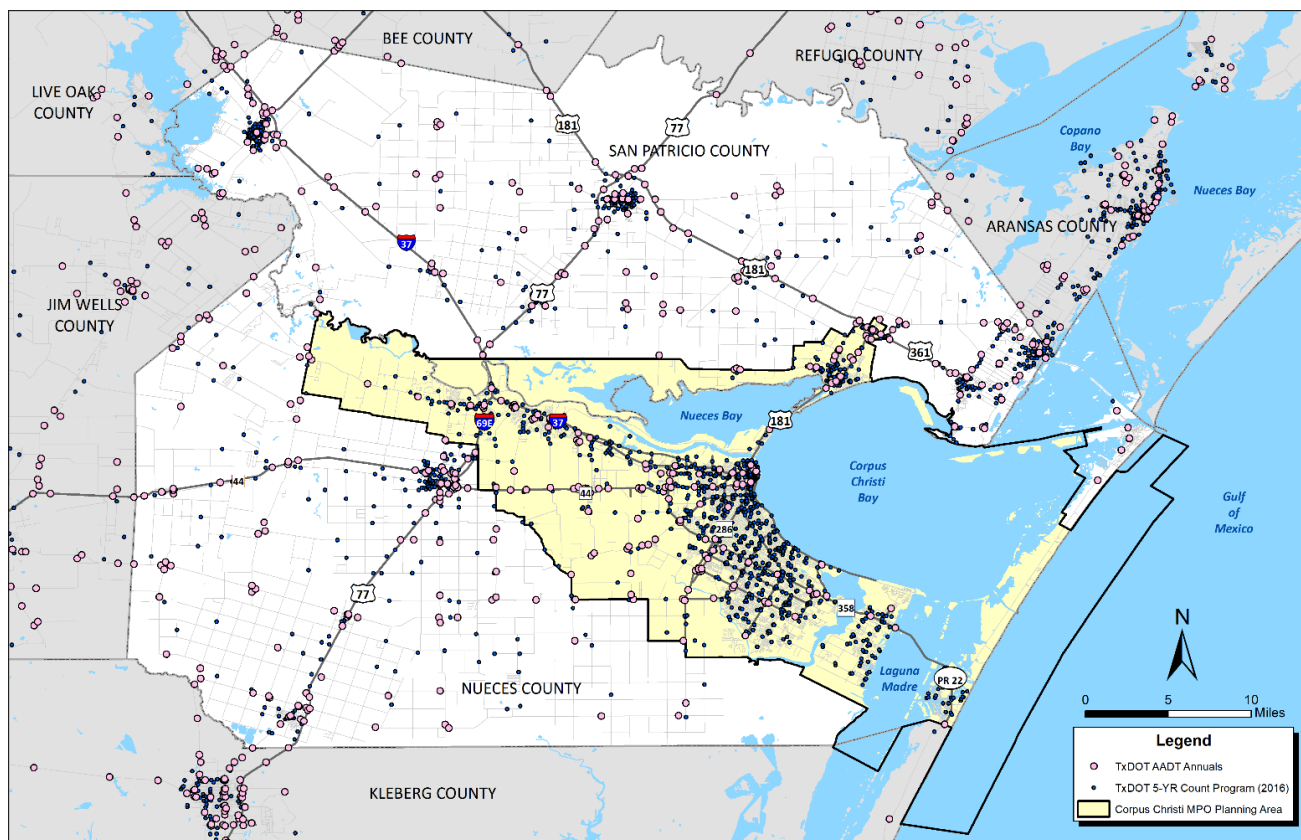 BEE COUNTY
REFUGIO COUNTY
LIVE OAK
COUNTY
181
77
SAN PATRICIO COUNTY
Copano
Bay
Nueces Bay
ARANSAS COUNTY
37
181
77
JIM WELLS
COUNTY
361
Nueces Bay
181
69E
37
44
44
Corpus
Christi
Bay
Gulf
of
Mexico
286
77
358
N
NUECES COUNTY
Laguna
Madre
PR 22
0 5 10
Miles
Legend
TxDOT AADT Annuals
TxDOT 5-YR Count Program (2016)
Corpus Christi MPO Planning Area
KLEBERG COUNTY